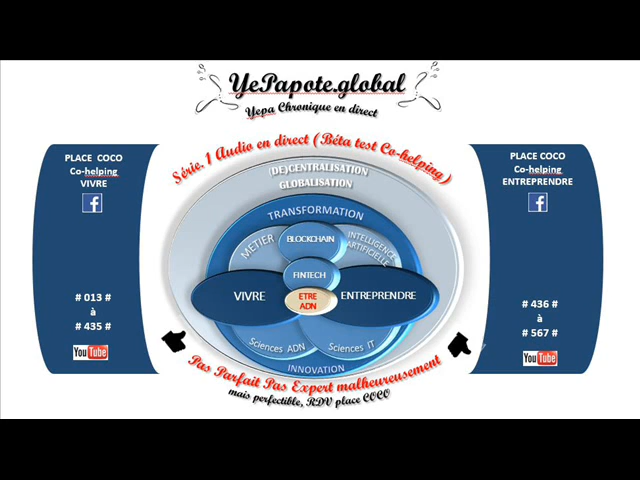 YePapote.global
Yepa Chronique en direct
Série, 1 Audio en direct (Béta test Co-helping)
PLACE COCO
Co-helping
VIVRE
# 013 #
à
# 435 #
YouTube
(DE)CENTRALISATION
GLOBALISATION
TRANSFORMATION
METIER
BLOCKCHAIN
INTELLIGENCE
ARTIFICIELLE
FINTECH
VIVRE
ETRE
ADN
ENTREPRENDRE
Sciences ADN
Sciences IT
INNOVATION
PLACE COCO
Co-helping
ENTREPRENDRE
# 436 #
à
# 567 #
YouTube
Pas Parfait Pas Expert malheureusement
mais perfectible, RDV place COCO